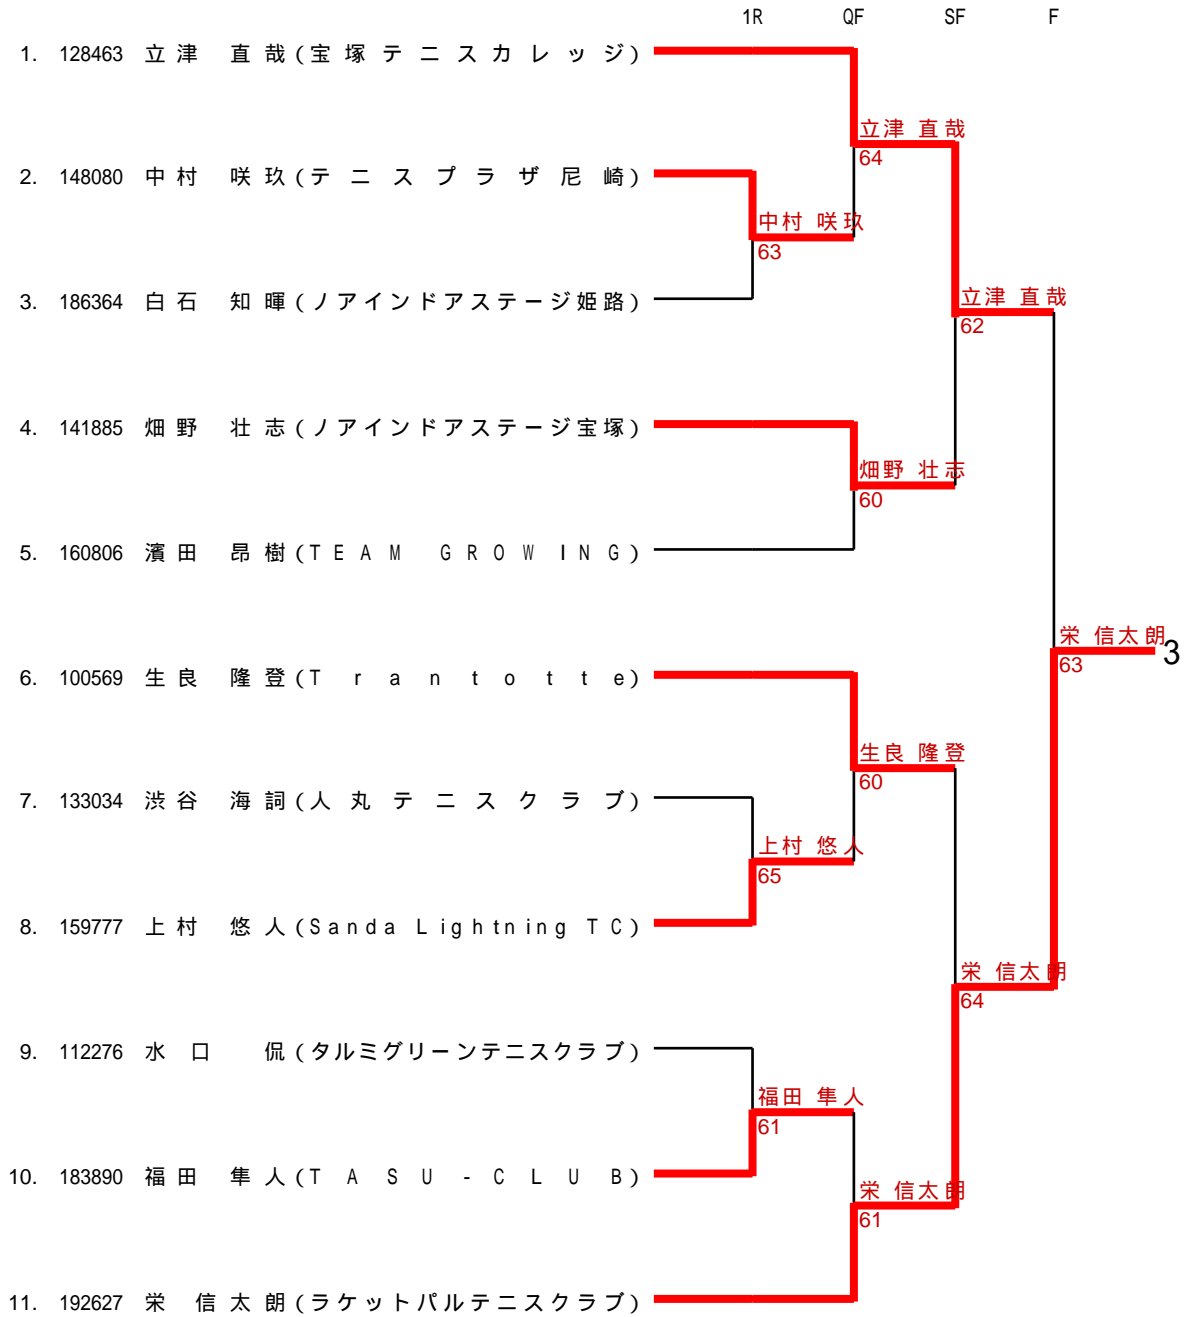 1R QF SF F
1. 128463 立津 直哉(宝塚テニスカレッジ)
立津 直哉
64
2. 148080 中村 咲玖(テニスプラザ尼崎)
中村 咲玖
63
3. 186364 白石 知暉(ノアインドアステージ姫路)
立津 直哉
62
4. 141885 畑野 壮志(ノアインドアステージ宝塚)
畑野 壮志
60
5. 160806 濱田 昂樹(TEAM GROWING)
栄 信太朗
63
3
6. 100569 生良 隆登(Trantotte)
生良 隆登
60
7. 133034 渋谷 海詞(人丸テニスクラブ)
上村 悠人
65
8. 159777 上村 悠人(Sanda Lightning TC)
栄 信太朗
64
9. 112276 水口 侃(タルミグリーンテニスクラブ)
福田 隼人
61
10. 183890 福田 隼人(TASU-CLUB)
栄 信太朗
61
11. 192627 栄 信太朗(ラケットパルテニスクラブ)